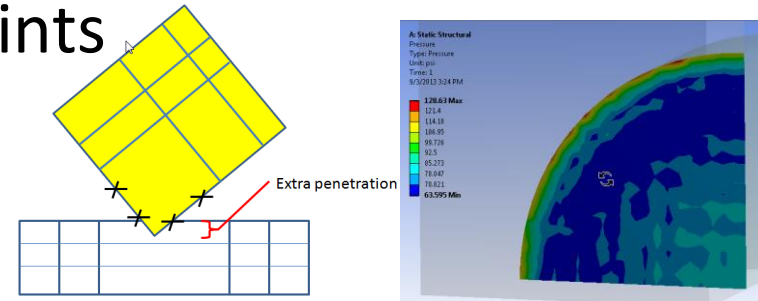 ints
Extra penetration
A: Static Structural
Pressure
Type: Pressure
Unit: psi
Time: 1
9/3/2013 3:24 PM
128.63 Max
121.4
114.18
106.95
99.726
92.5
85.273
78.047
70.821
63.595 Min